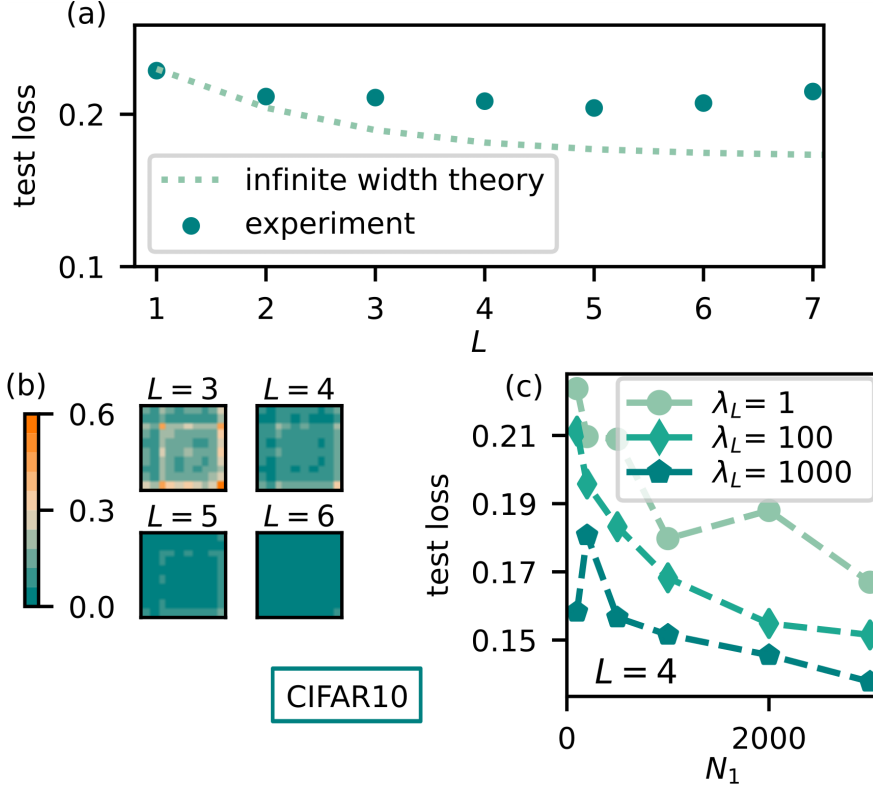 (a)
test loss
0.2
0.1
infinite width theory
experiment
1 2 3 4 5 6 7
L
(b)
0.6
0.3
0.0
L = 3
L = 4
L = 5
L = 6
CIFAR10
(c)
test loss
0.21
0.19
0.17
0.15
λ_L= 1
λ_L= 100
λ_L= 1000
L = 4
0 2000
N_1